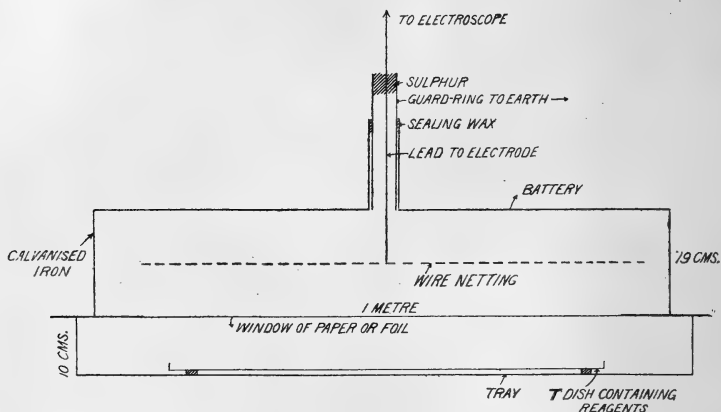 TO ELECTROSCOPE
SULPHUR
GUARD-RING TO EARTH
SEALING WAX
LEAD TO ELECTRODE
BATTERY
CALVANISED
IRON
19 CMS.
WIRE NETTING
1 METRE
WINDOW OF PAPER OR FOIL
10 CMS.
TRAY
T DISH CONTAINING
REAGENTS